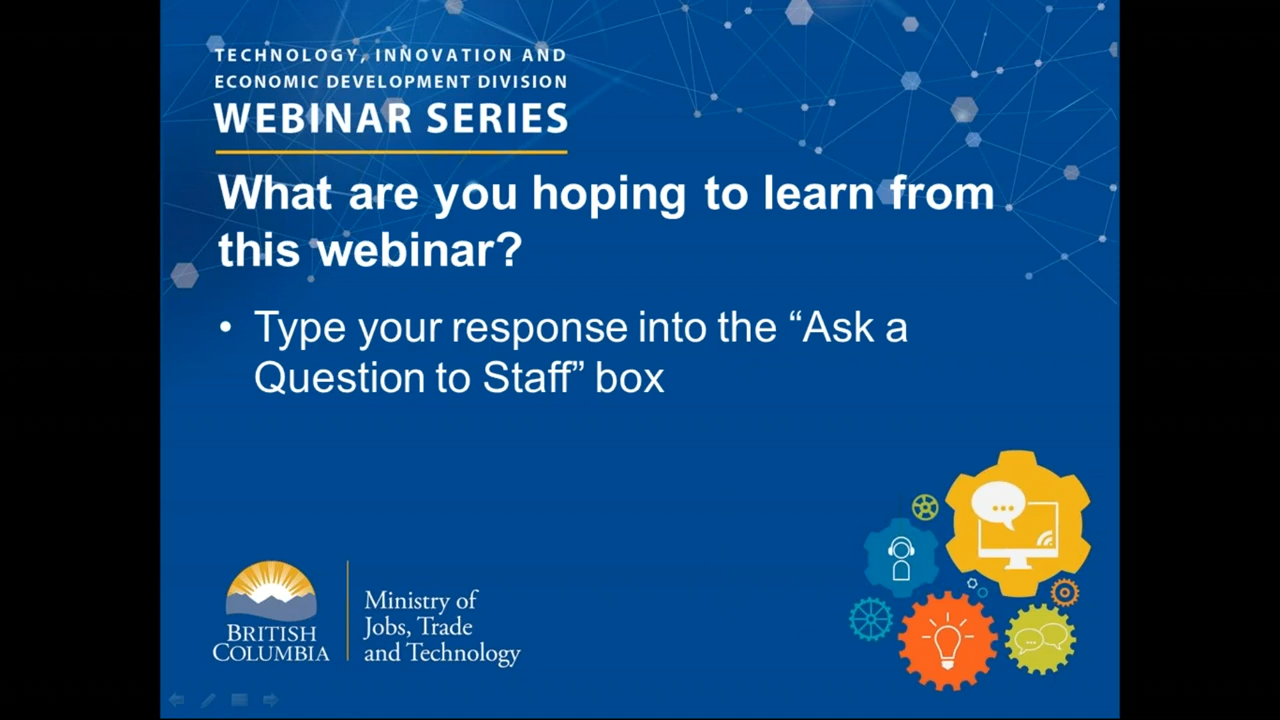 TECHNOLOGY, INNOVATION AND
ECONOMIC DEVELOPMENT DIVISION
WEBINAR SERIES
What are you hoping to learn from
this webinar?
• Type your response into the “Ask a
Question to Staff” box
BRITISH
COLUMBIA
Ministry of
Jobs, Trade
and Technology